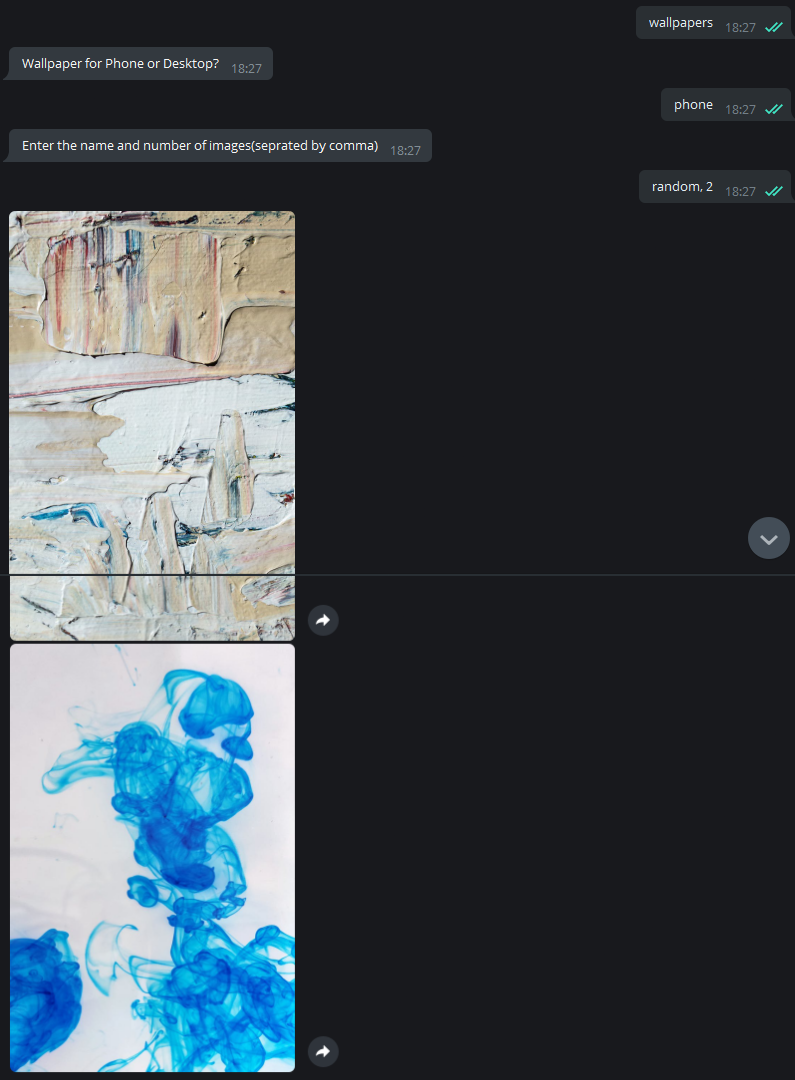 wallpapers 18:27
Wallpaper for Phone or Desktop? 18:27
phone 18:27
Enter the name and number of images(seprated by comma) 18:27
random, 2 18:27